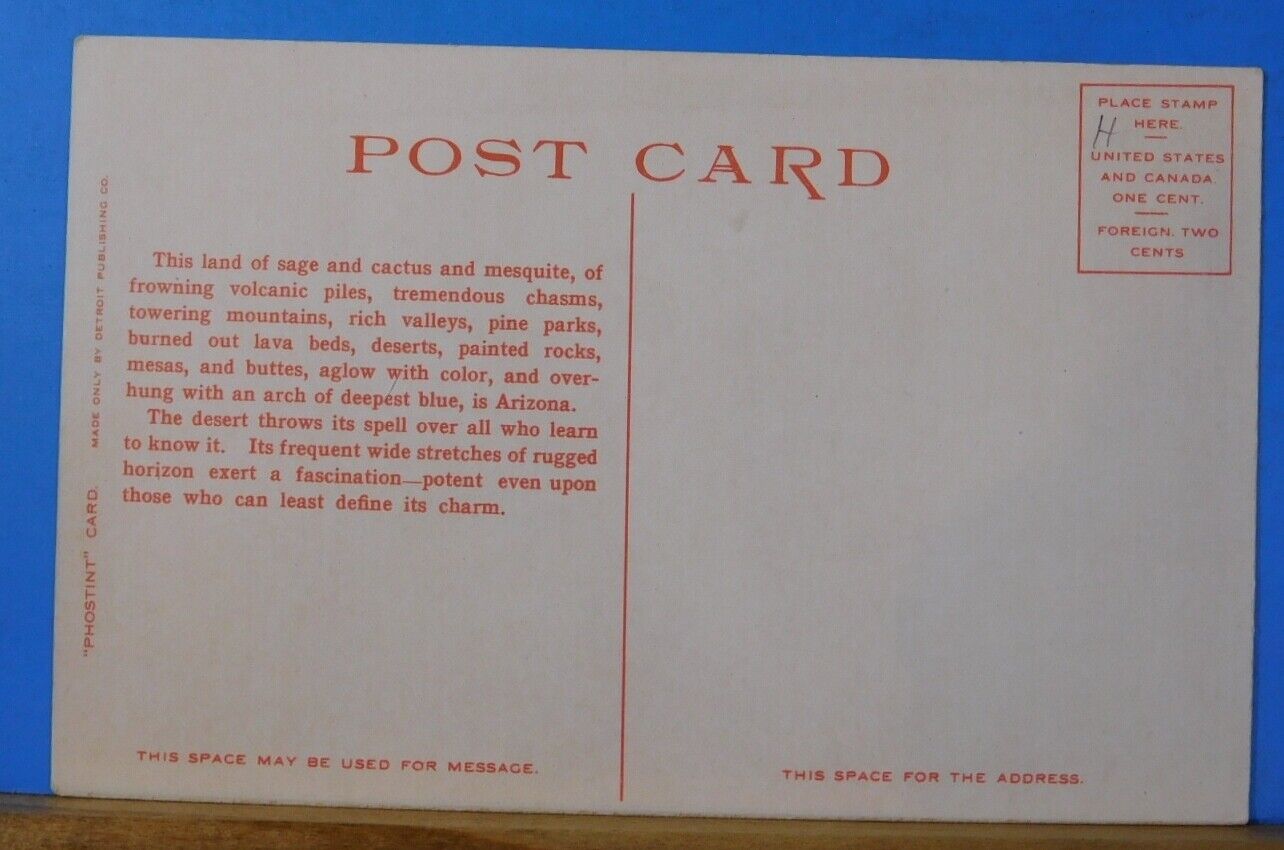 POST CARD
PLACE STAMP
HERE.
H
UNITED STATES
AND CANADA
ONE CENT.
FOREIGN. TWO
CENTS
"PHOSTINT" CARD. MADE ONLY BY DETROIT PUBLISHING CO.
This land of sage and cactus and mesquite, of
frowning volcanic piles, tremendous chasms,
towering mountains, rich valleys, pine parks,
burned out lava beds, deserts, painted rocks,
mesas, and buttes, aglow with color, and over-
hung with an arch of deepest blue, is Arizona.
The desert throws its spell over all who learn
to know it. Its frequent wide stretches of rugged
horizon exert a fascination—potent even upon
those who can least define its charm.
THIS SPACE MAY BE USED FOR MESSAGE.
THIS SPACE FOR THE ADDRESS.